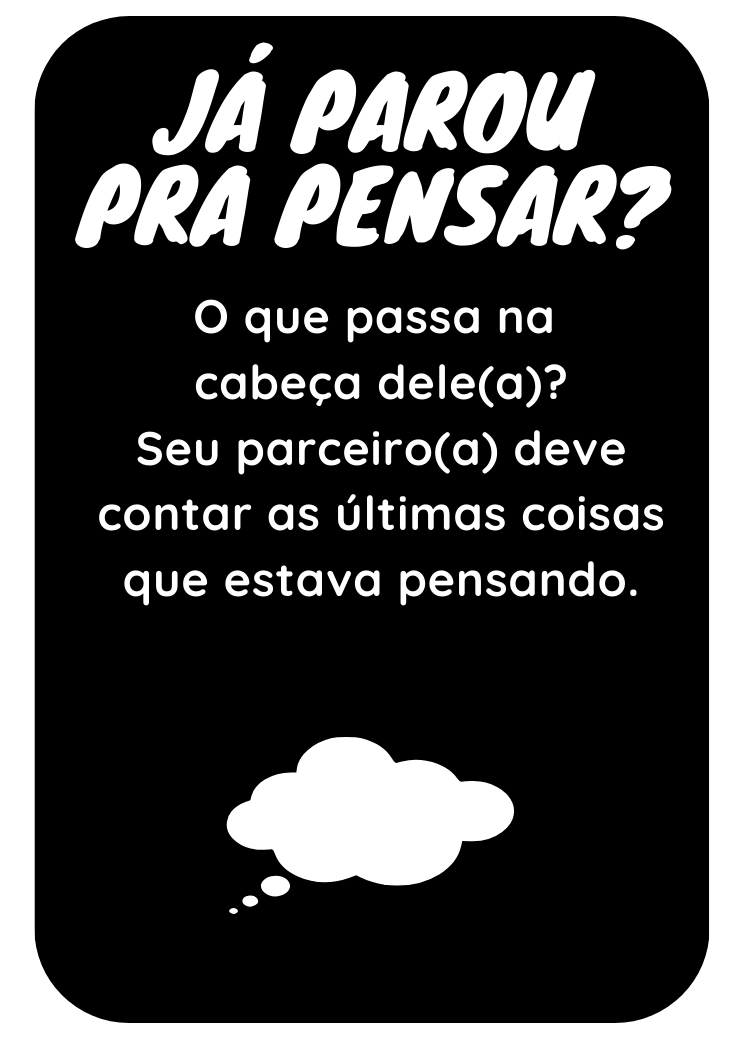 JÁ PAROU
PRA PENSAR?
O que passa na
cabeça dele(a)?
Seu parceiro(a) deve
contar as últimas coisas
que estava pensando.